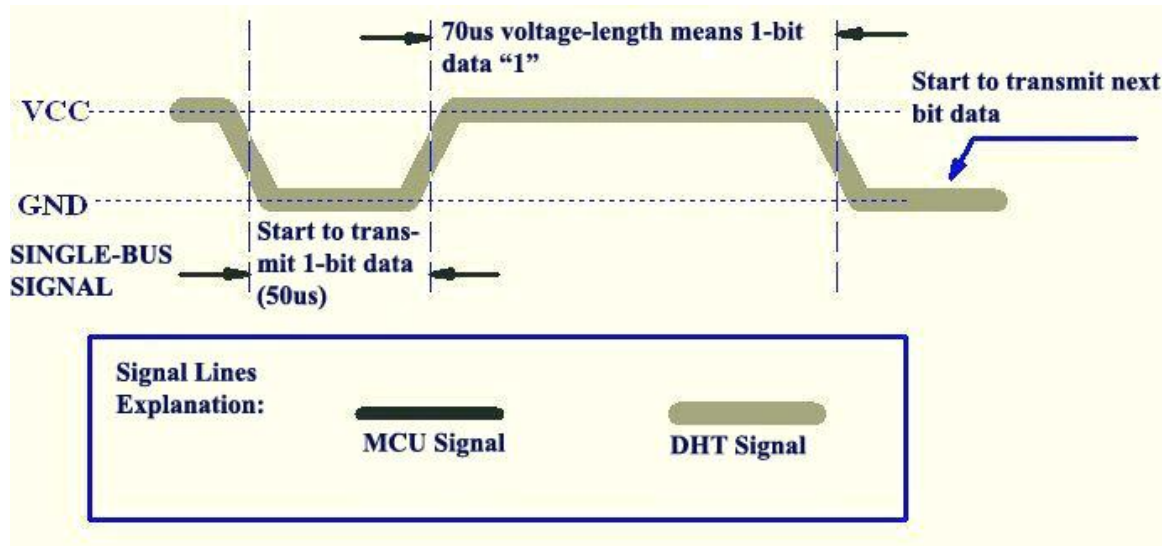 70us voltage-length means 1-bit
data “1”
Start to transmit next
bit data
VCC
GND
SINGLE-BUS
SIGNAL
Start to trans-
mit 1-bit data
(50us)
Signal Lines
Explanation:
MCU Signal
DHT Signal